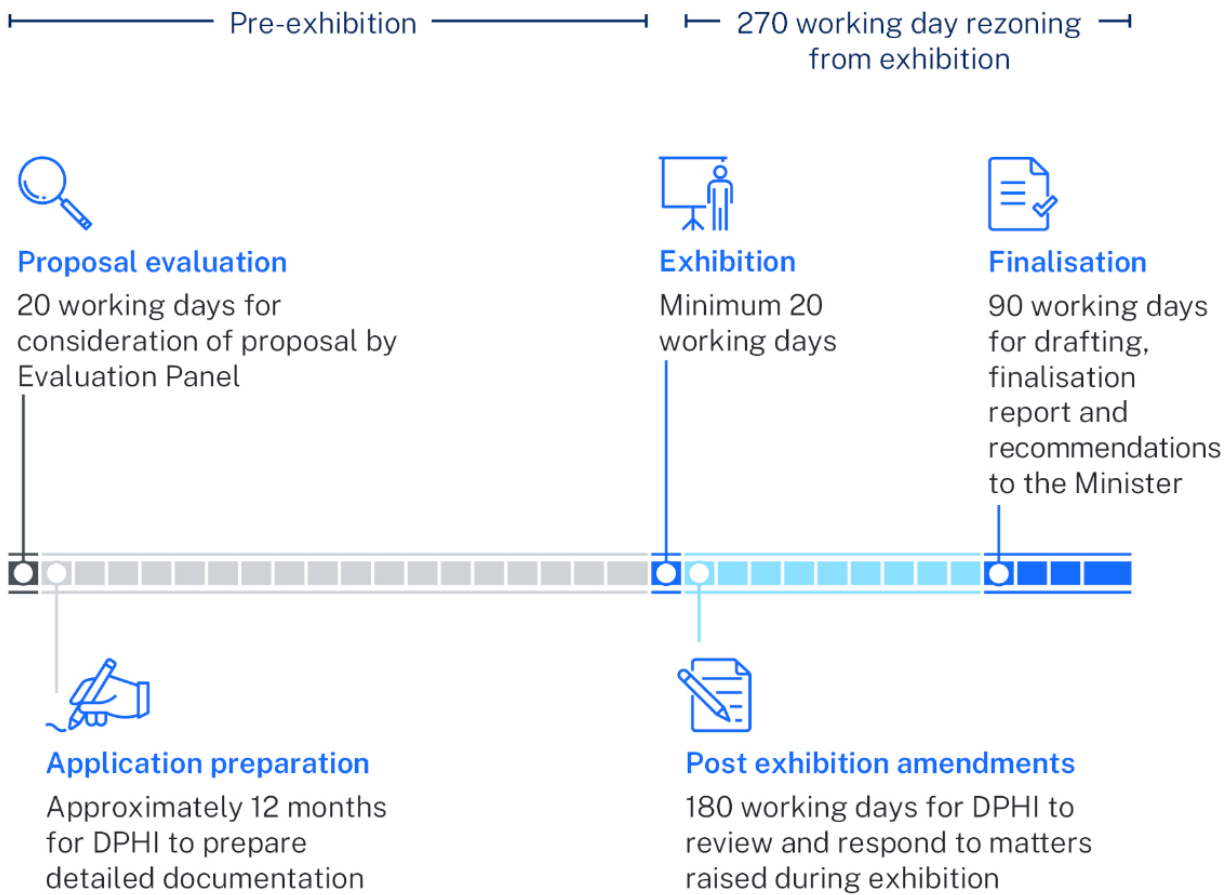 Pre-exhibition
270 working day rezoning
from exhibition
Proposal evaluation
20 working days for
consideration of proposal by
Evaluation Panel
Exhibition
Minimum 20
working days
Finalisation
90 working days
for drafting,
finalisation
report and
recommendations
to the Minister
Application preparation
Approximately 12 months
for DPHI to prepare
detailed documentation
Post exhibition amendments
180 working days for DPHI to
review and respond to matters
raised during exhibition